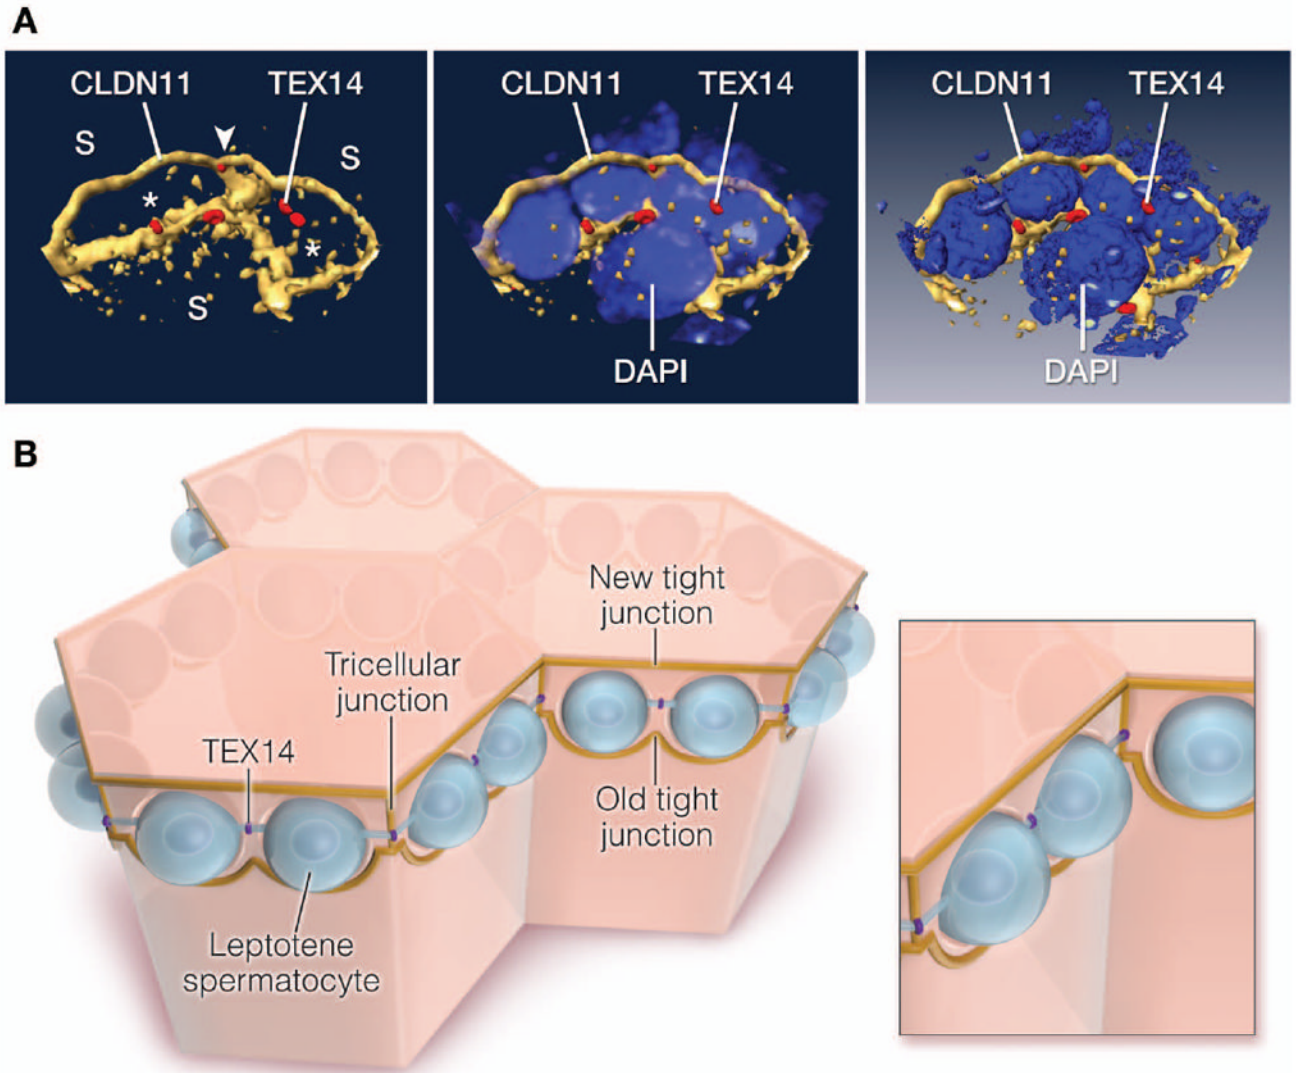 A
CLDN11
TEX14
S
S
*
*
S
CLDN11
TEX14
DAPI
CLDN11
TEX14
DAPI
B
New tight
junction
Tricellular
junction
TEX14
Old tight
junction
Leptotene
spermatocyte